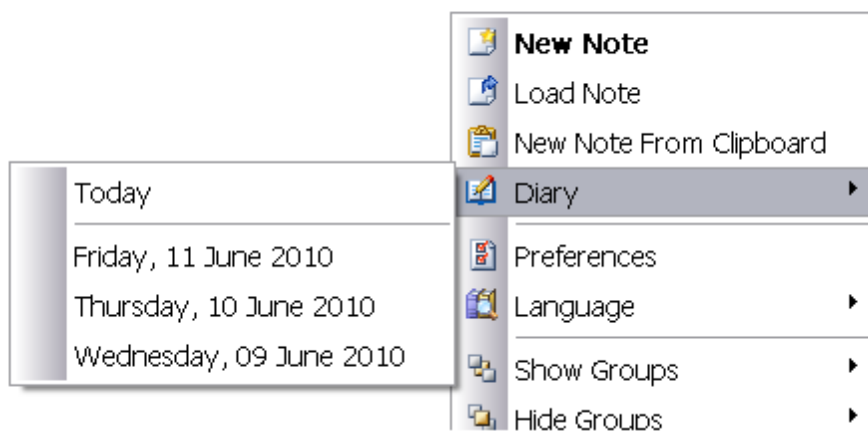 New Note
Load Note
New Note From Clipboard
Diary
Today
Friday, 11 June 2010
Thursday, 10 June 2010
Wednesday, 09 June 2010
Preferences
Language
Show Groups
Hide Groups